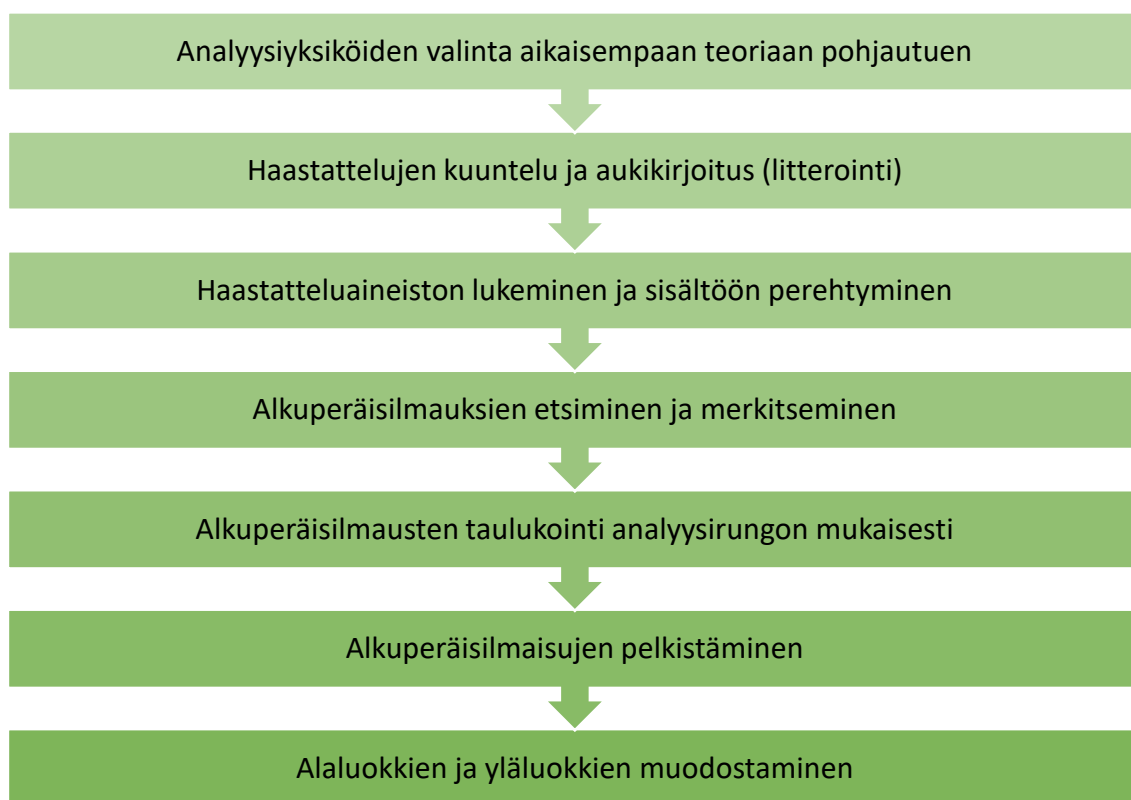 Analyysiyksiköiden valinta aikaisempaan teoriaan pohjautuen
Haastattelujen kuuntelu ja aukikirjoitus (litterointi)
Haastatteluaineiston lukeminen ja sisältöön perehtyminen
Alkuperäisilmauksien etsiminen ja merkitseminen
Alkuperäisilmausten taulukointi analyysirungon mukaisesti
Alkuperäisilmaisujen pelkistäminen
Alaluokkien ja yläluokkien muodostaminen